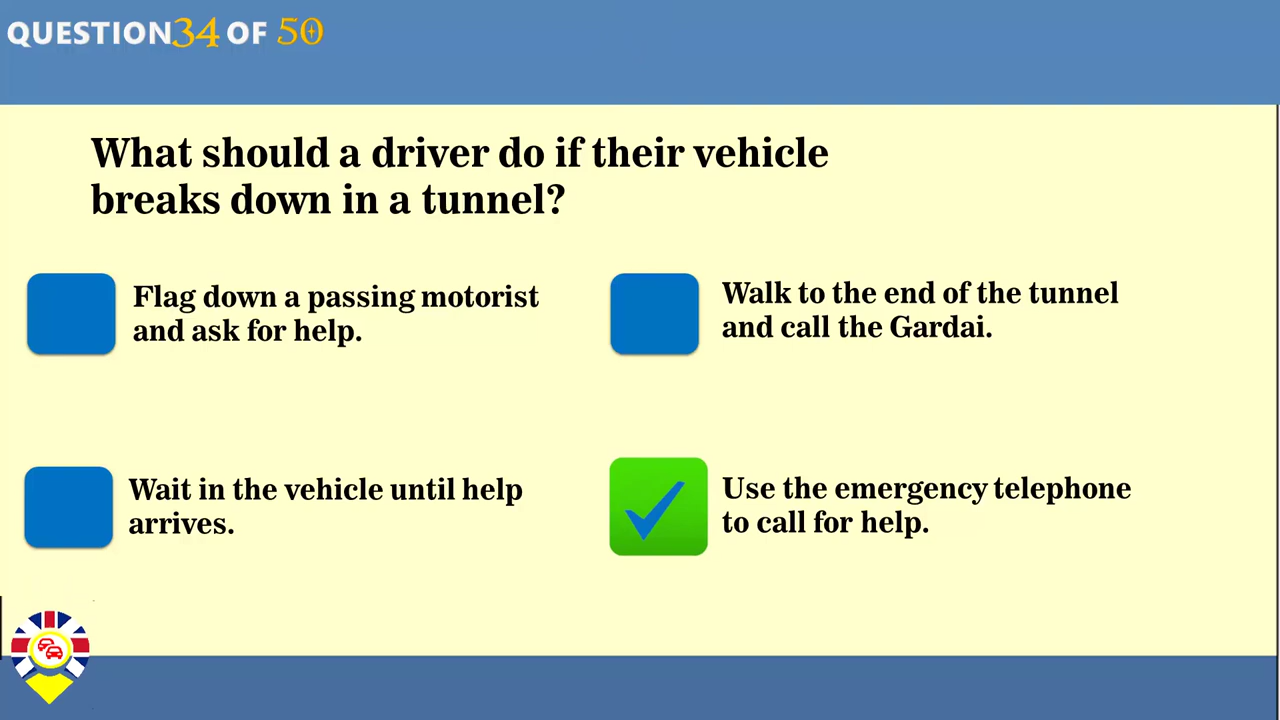 QUESTION 34 OF 50
What should a driver do if their vehicle
breaks down in a tunnel?
Flag down a passing motorist
and ask for help.
Walk to the end of the tunnel
and call the Gardai.
Wait in the vehicle until help
arrives.
Use the emergency telephone
to call for help.